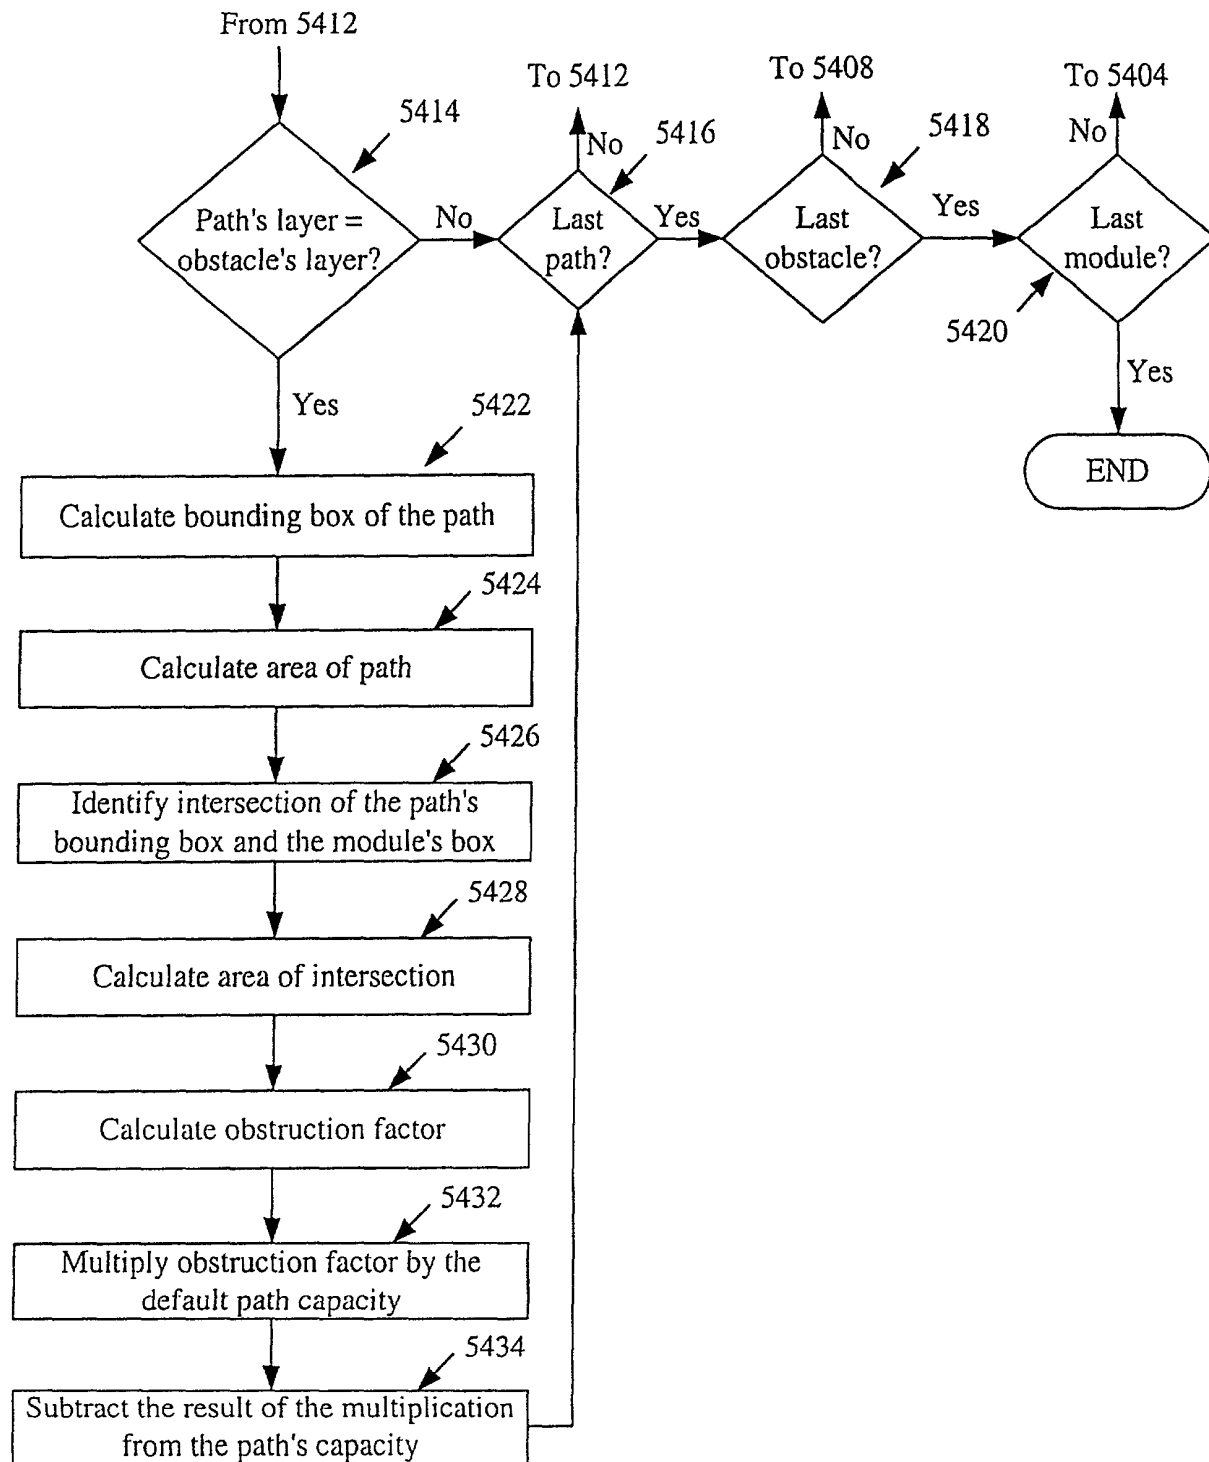 From 5412
To 5412
To 5408
To 5404
5414
No
5416
No
5418
No
Path's layer =
obstacle's layer?
No
Last
path?
Yes
Last
obstacle?
Yes
Last
module?
5420
Yes
Yes
END
5422
Calculate bounding box of the path
5424
Calculate area of path
5426
Identify intersection of the path's
bounding box and the module's box
5428
Calculate area of intersection
5430
Calculate obstruction factor
5432
Multiply obstruction factor by the
default path capacity
5434
Subtract the result of the multiplication
from the path's capacity